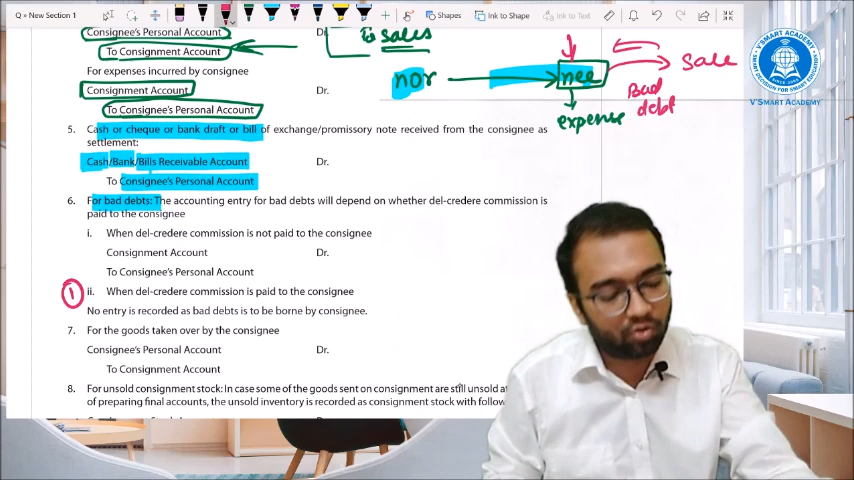 Q » New Section 1
Shapes
Ink to Shape
Ink to Text
Consignee's Personal Account Dr.
To Consignment Account
To Sales
For expenses incurred by consignee
Consignment Account Dr.
To Consignee's Personal Account
nor
nee
Sale
Bad
debt
expense
5. Cash or cheque or bank draft or bill of exchange/promissory note received from the consignee as
settlement:
Cash/Bank/Bills Receivable Account Dr.
To Consignee's Personal Account
6. For bad debts: The accounting entry for bad debts will depend on whether del-credere commission is
paid to the consignee
i. When del-credere commission is not paid to the consignee
Consignment Account Dr.
To Consignee's Personal Account
1 ii. When del-credere commission is paid to the consignee
No entry is recorded as bad debts is to be borne by consignee.
7. For the goods taken over by the consignee
Consignee's Personal Account Dr.
To Consignment Account
8. For unsold consignment stock: In case some of the goods sent on consignment are still unsold at
of preparing final accounts, the unsold inventory is recorded as consignment stock with follow
V'SMART ACADEMY
SMART DECISION FOR SMART EDUCATION
V'SMART ACADEMY